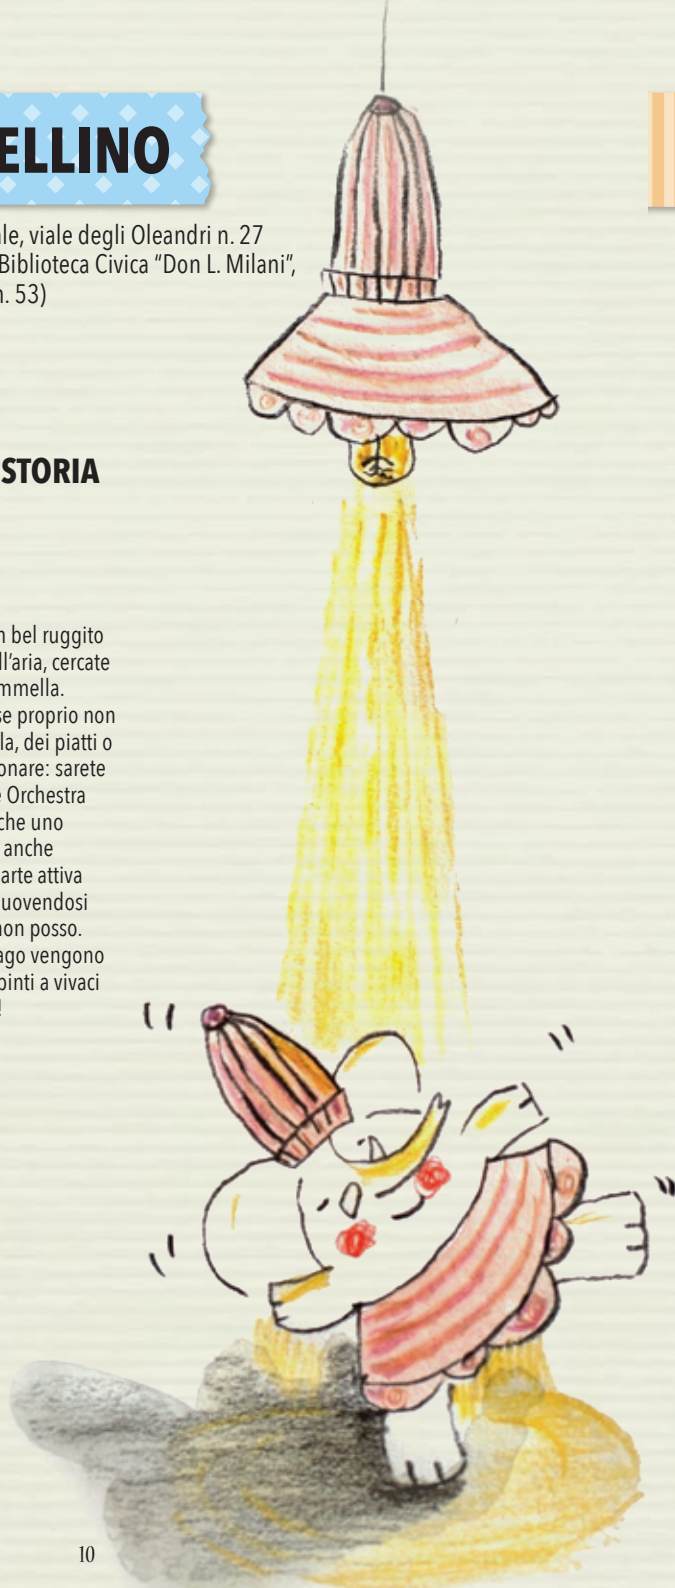 ELLINO
ale, viale degli Oleandri n. 27
Biblioteca Civica “Don L. Milani”,
n. 53)
STORIA
n bel ruggito
ll’aria, cercate
mmella.
se proprio non
la, dei piatti o
onare: sarete
e Orchestra
che uno
anche
arte attiva
uovendosi
non posso.
ago vengono
pinti a vivaci
!
10